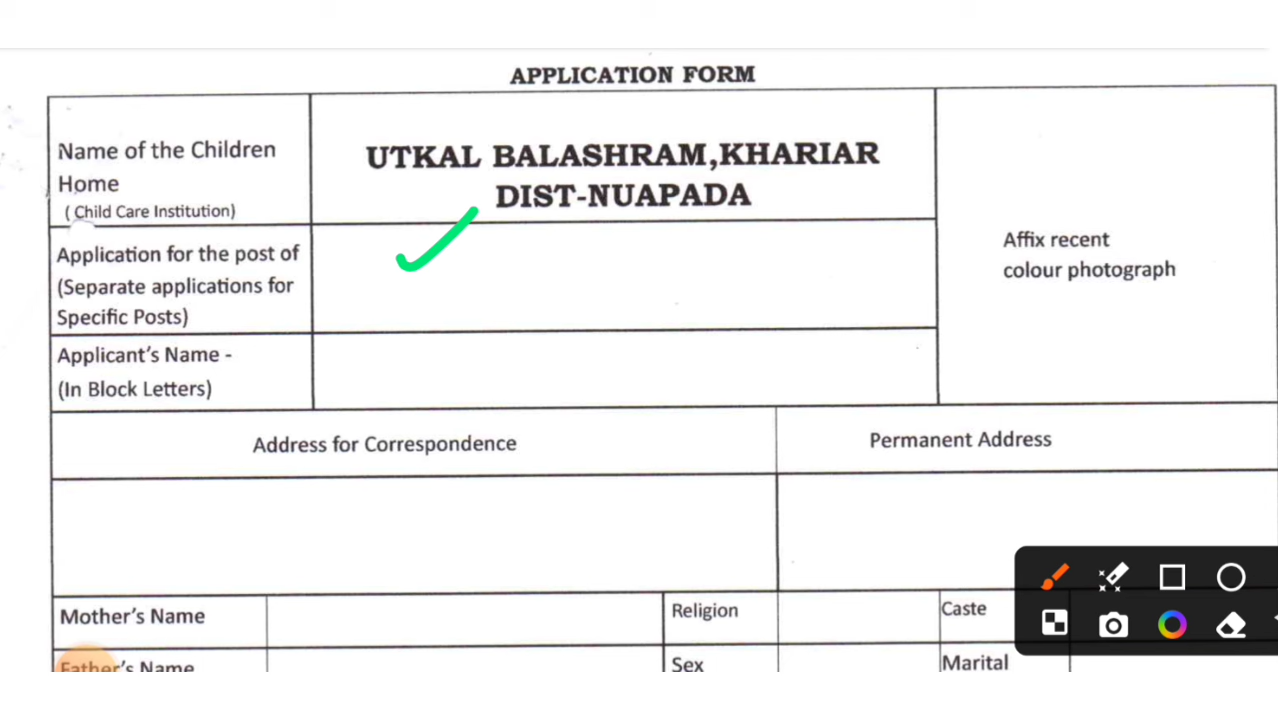 APPLICATION FORM
Name of the Children
Home
( Child Care Institution)
UTKAL BALASHRAM,KHARIAR
DIST-NUAPADA
Affix recent
colour photograph
Application for the post of
(Separate applications for
Specific Posts)
Applicant's Name -
(In Block Letters)
Address for Correspondence
Permanent Address
Mother's Name
Religion
Caste
Father's Name
Sex
Marital